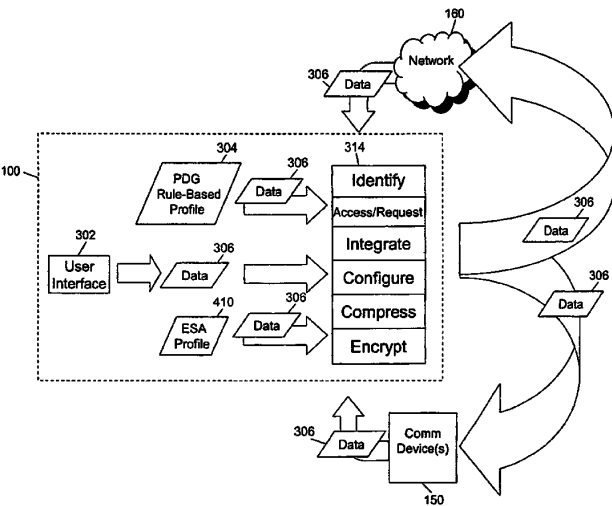 160
Network
306
Data
304
306
314
100
PDG
Rule-Based
Profile
Data
Identify
Access/Request
306
Data
302
306
Integrate
User
Interface
Data
Configure
306
Data
410
306
ESA
Profile
Data
Compress
Encrypt
306
Data
Comm
Device(s)
150